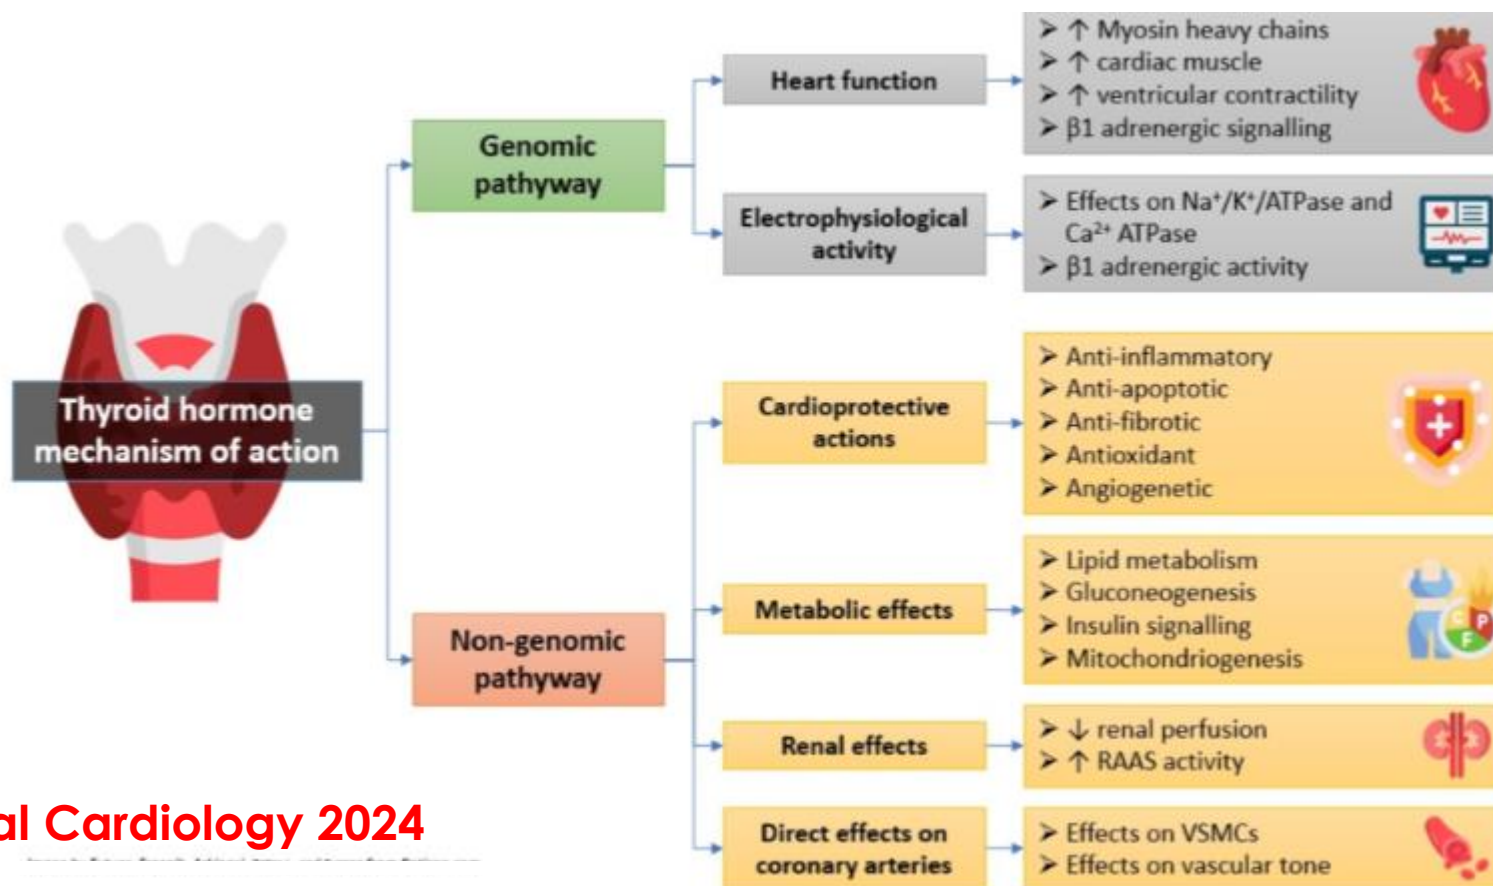 Thyroid hormone
mechanism of action
Genomic
pathyway
Heart function
➤ ↑ Myosin heavy chains
➤ ↑ cardiac muscle
➤ ↑ ventricular contractility
➤ β1 adrenergic signalling
Electrophysiological
activity
➤ Effects on Na⁺/K⁺/ATPase and
Ca²⁺ ATPase
➤ β1 adrenergic activity
Non-genomic
pathyway
Cardioprotective
actions
➤ Anti-inflammatory
➤ Anti-apoptotic
➤ Anti-fibrotic
➤ Antioxidant
➤ Angiogenetic
Metabolic effects
➤ Lipid metabolism
➤ Gluconeogenesis
➤ Insulin signalling
➤ Mitochondriogenesis
C P
F
Renal effects
➤ ↓ renal perfusion
➤ ↑ RAAS activity
Direct effects on
coronary arteries
➤ Effects on VSMCs
➤ Effects on vascular tone
al Cardiology 2024